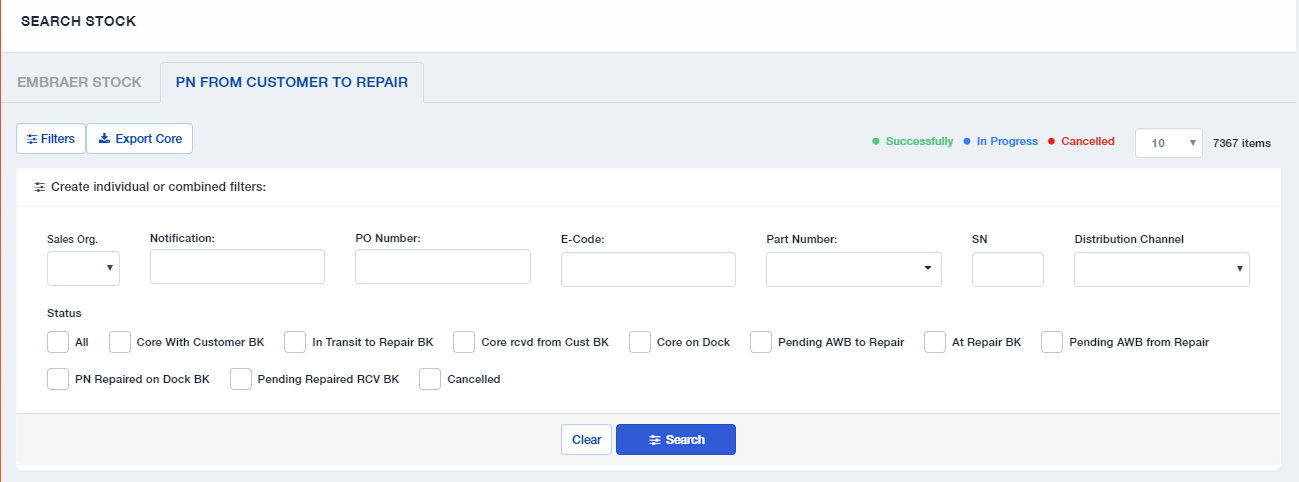 SEARCH STOCK
EMBRAER STOCK PN FROM CUSTOMER TO REPAIR
Filters Export Core Successfully In Progress Cancelled 10 7367 items
Create individual or combined filters:
Sales Org. Notification: PO Number: E-Code: Part Number: SN Distribution Channel
Status
All Core With Customer BK In Transit to Repair BK Core rcvd from Cust BK Core on Dock Pending AWB to Repair At Repair BK Pending AWB from Repair
PN Repaired on Dock BK Pending Repaired RCV BK Cancelled
Clear Search